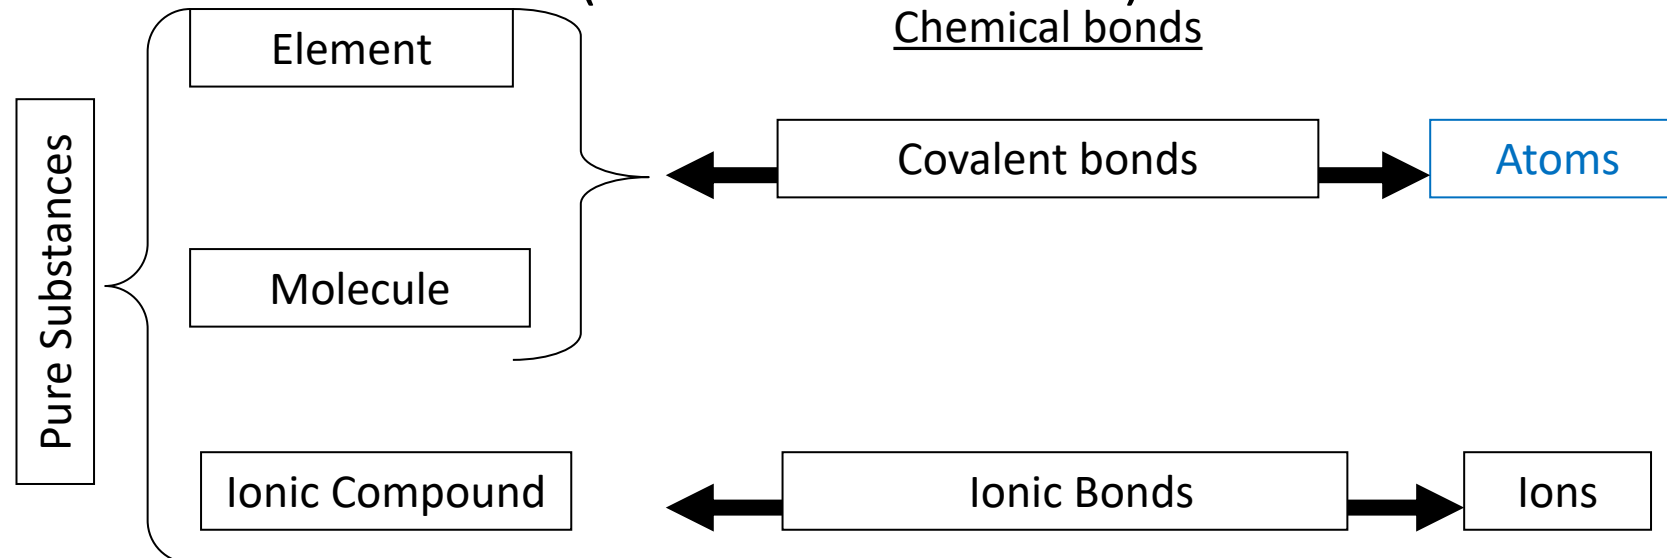 Chemical bonds
Element
Covalent bonds
Atoms
Pure Substances
Molecule
Ionic Compound
Ionic Bonds
Ions